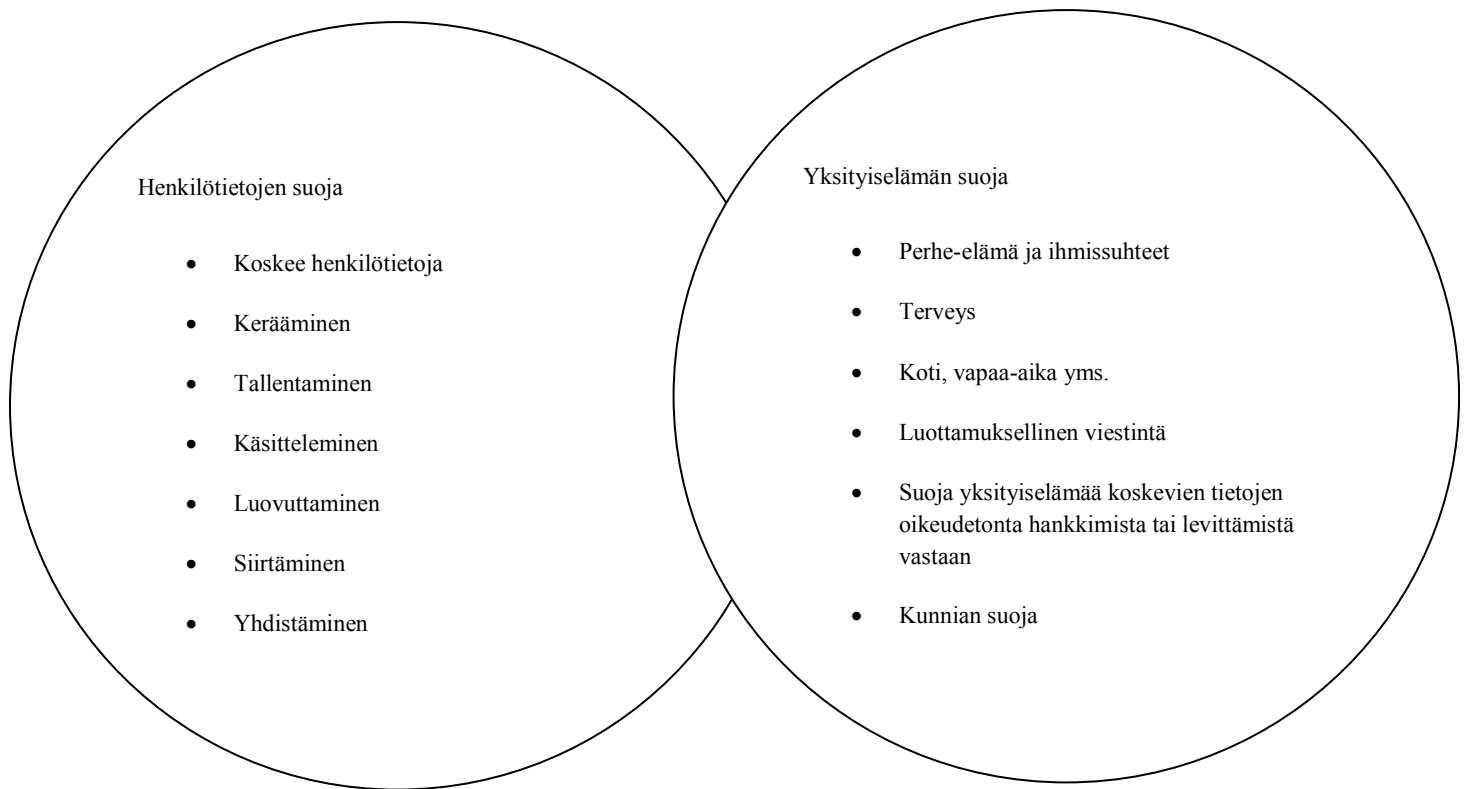 Henkilötietojen suoja
• Koskee henkilötietoja
• Kerääminen
• Tallentaminen
• Käsitteleminen
• Luovuttaminen
• Siirtäminen
• Yhdistäminen
Yksityiselämän suoja
• Perhe-elämä ja ihmissuhteet
• Terveys
• Koti, vapaa-aika yms.
• Luottamuksellinen viestintä
• Suoja yksityiselämää koskevien tietojen
oikeudetonta hankkimista tai levittämistä
vastaan
• Kunnian suoja